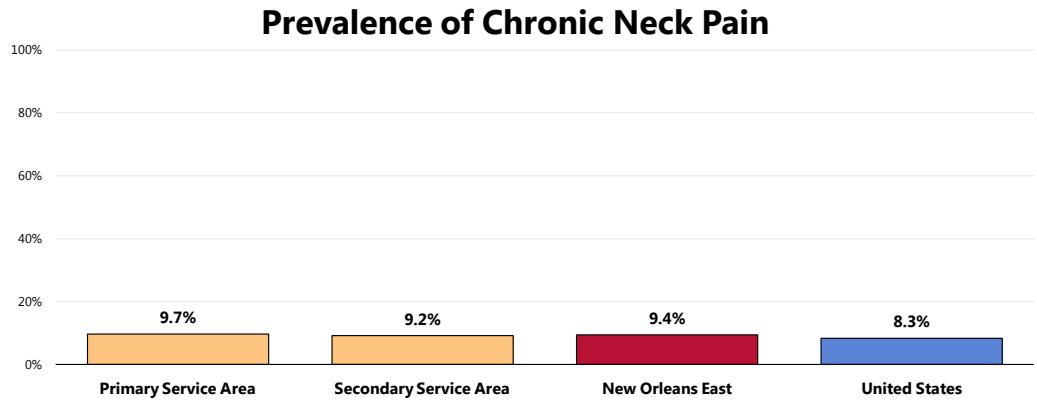 Prevalence of Chronic Neck Pain
100%
80%
60%
40%
20%
0%
9.7%
9.2%
9.4%
8.3%
Primary Service Area
Secondary Service Area
New Orleans East
United States